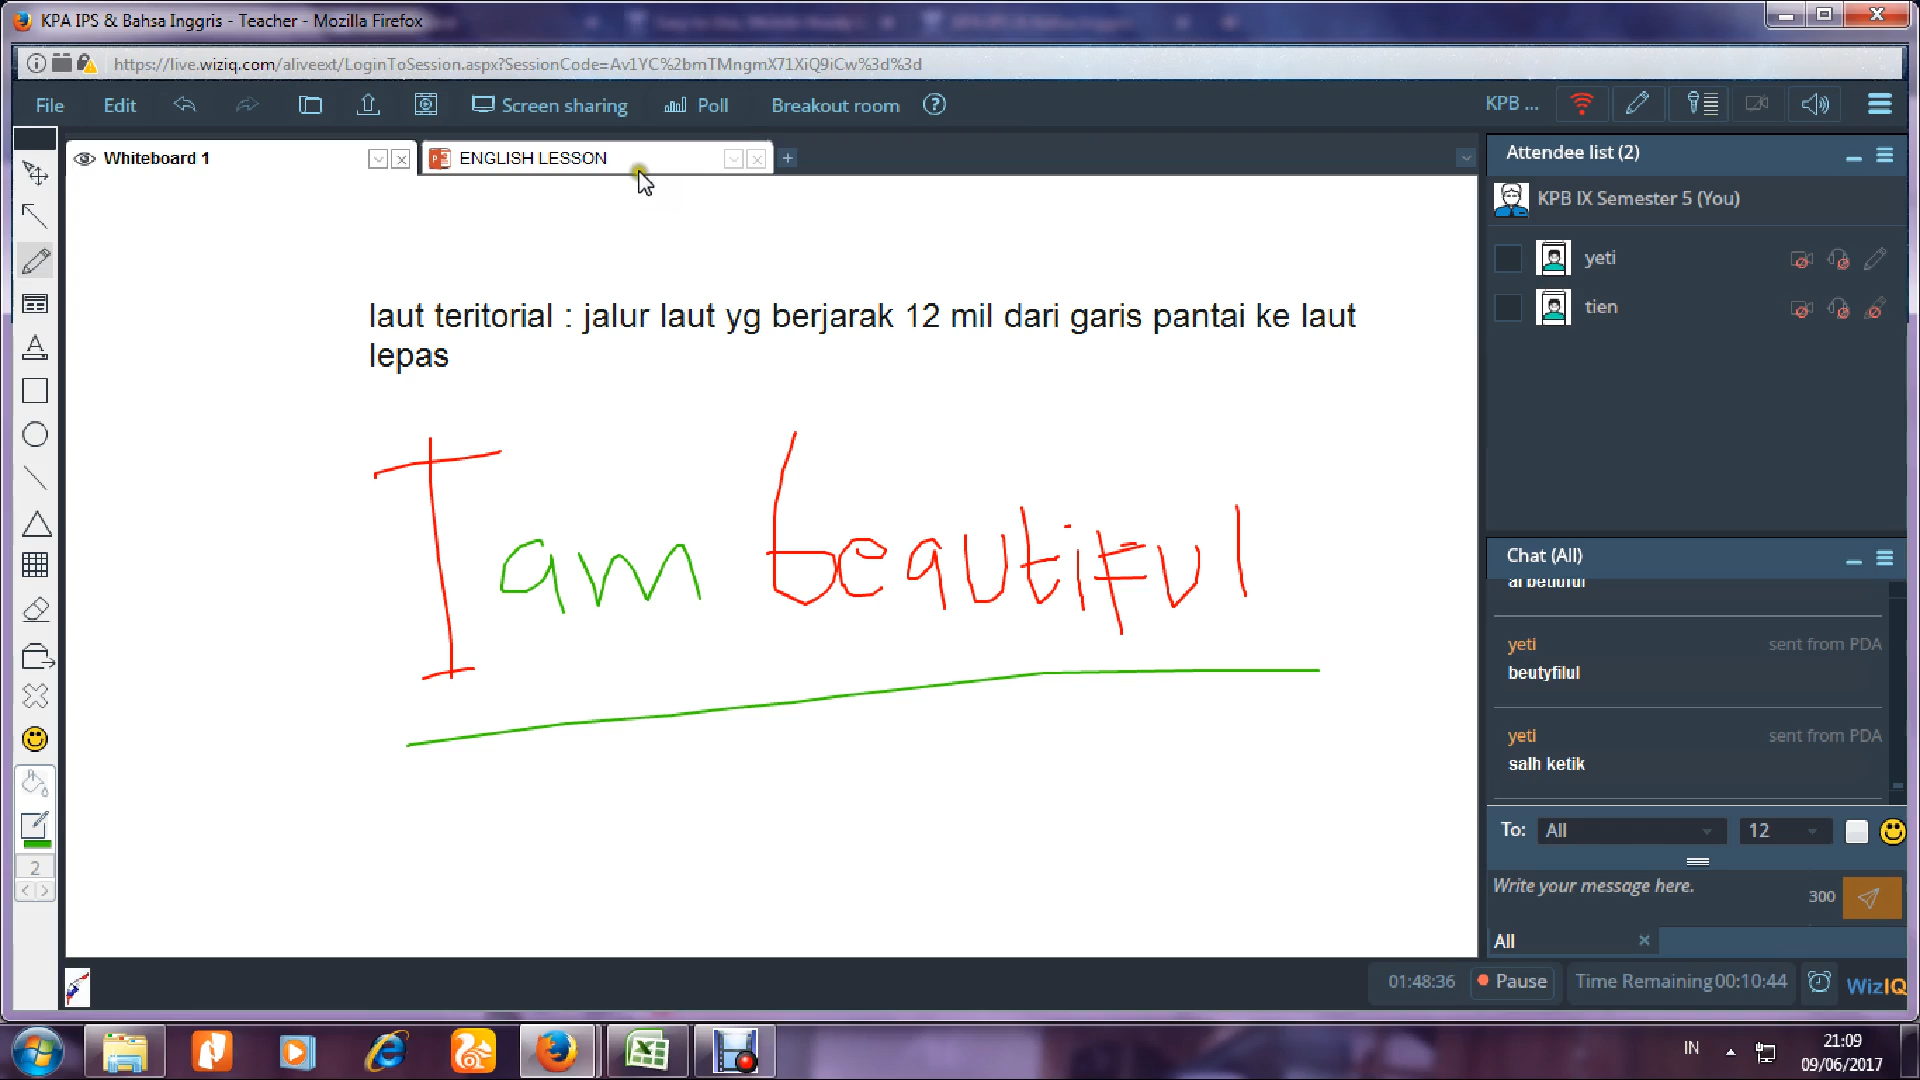 KPA IPS & Bahsa Inggris - Teacher - Mozilla Firefox
https://live.wiziq.com/aliveext/LoginToSession.aspx?SessionCode=Av1YC%2bmTMngmX71XiQ9iCw%3d%3d
File Edit Screen sharing Poll Breakout room KPB ...
Whiteboard 1
ENGLISH LESSON
Attendee list (2)
KPB IX Semester 5 (You)
yeti
tien
laut teritorial : jalur laut yg berjarak 12 mil dari garis pantai ke laut
lepas
I am beautiful
Chat (All)
yeti sent from PDA
beutyfilul
yeti sent from PDA
salh ketik
To: All 12
Write your message here. 300
All
2
01:48:36 Pause Time Remaining 00:10:44 WizIQ
IN 21:09
09/06/2017